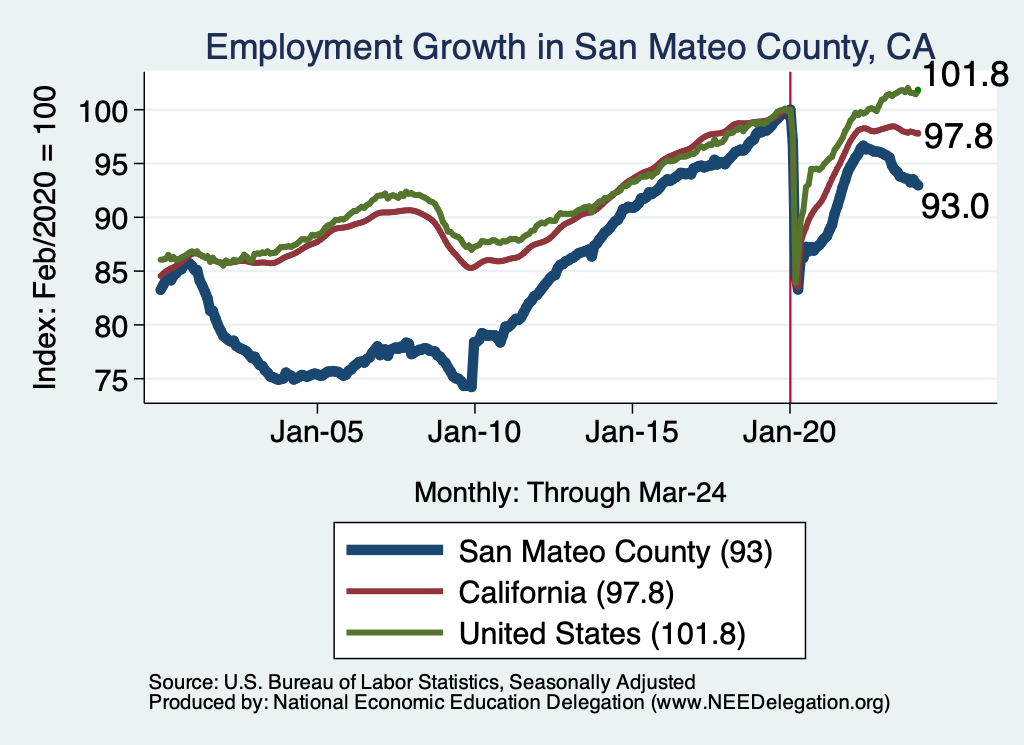 Employment Growth in San Mateo County, CA
101.8
97.8
93.0
Index: Feb/2020 = 100
100
95
90
85
80
75
Jan-05 Jan-10 Jan-15 Jan-20
Monthly: Through Mar-24
San Mateo County (93)
California (97.8)
United States (101.8)
Source: U.S. Bureau of Labor Statistics, Seasonally Adjusted
Produced by: National Economic Education Delegation (www.NEEDelegation.org)